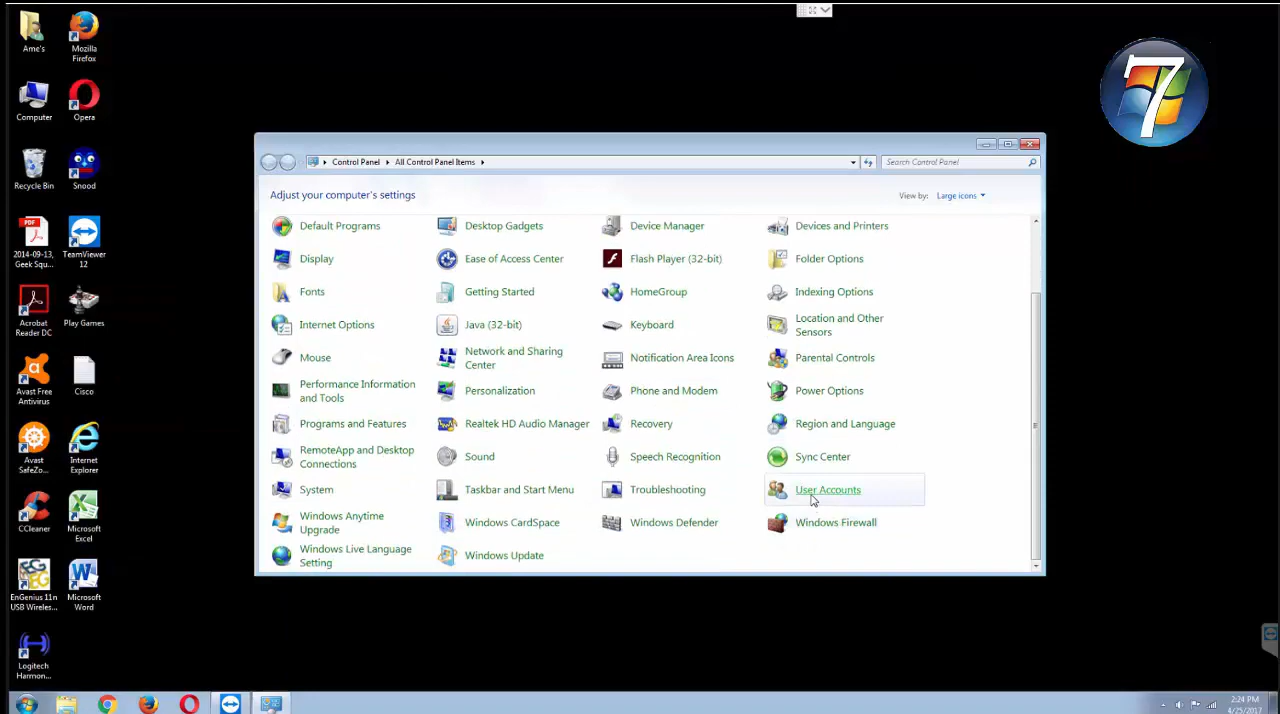 Ame's
Mozilla
Firefox
Computer
Opera
Recycle Bin
Snood
PDF
2014-09-13,
Geek Squ...
TeamViewer
12
Acrobat
Reader DC
Play Games
Avast Free
Antivirus
Cisco
Avast
SafeZo...
Internet
Explorer
CCleaner
Microsoft
Excel
EnGenius 11n
USB Wireles...
Microsoft
Word
Logitech
Harmon...
7
Control Panel
All Control Panel Items
Search Control Panel
Adjust your computer's settings
View by: Large icons
Default Programs
Desktop Gadgets
Device Manager
Devices and Printers
Display
Ease of Access Center
Flash Player (32-bit)
Folder Options
Fonts
Getting Started
HomeGroup
Indexing Options
Internet Options
Java (32-bit)
Keyboard
Location and Other
Sensors
Mouse
Network and Sharing
Center
Notification Area Icons
Parental Controls
Performance Information
and Tools
Personalization
Phone and Modem
Power Options
Programs and Features
Realtek HD Audio Manager
Recovery
Region and Language
RemoteApp and Desktop
Connections
Sound
Speech Recognition
Sync Center
System
Taskbar and Start Menu
Troubleshooting
User Accounts
Windows Anytime
Upgrade
Windows CardSpace
Windows Defender
Windows Firewall
Windows Live Language
Setting
Windows Update
2:24 PM
4/25/2017